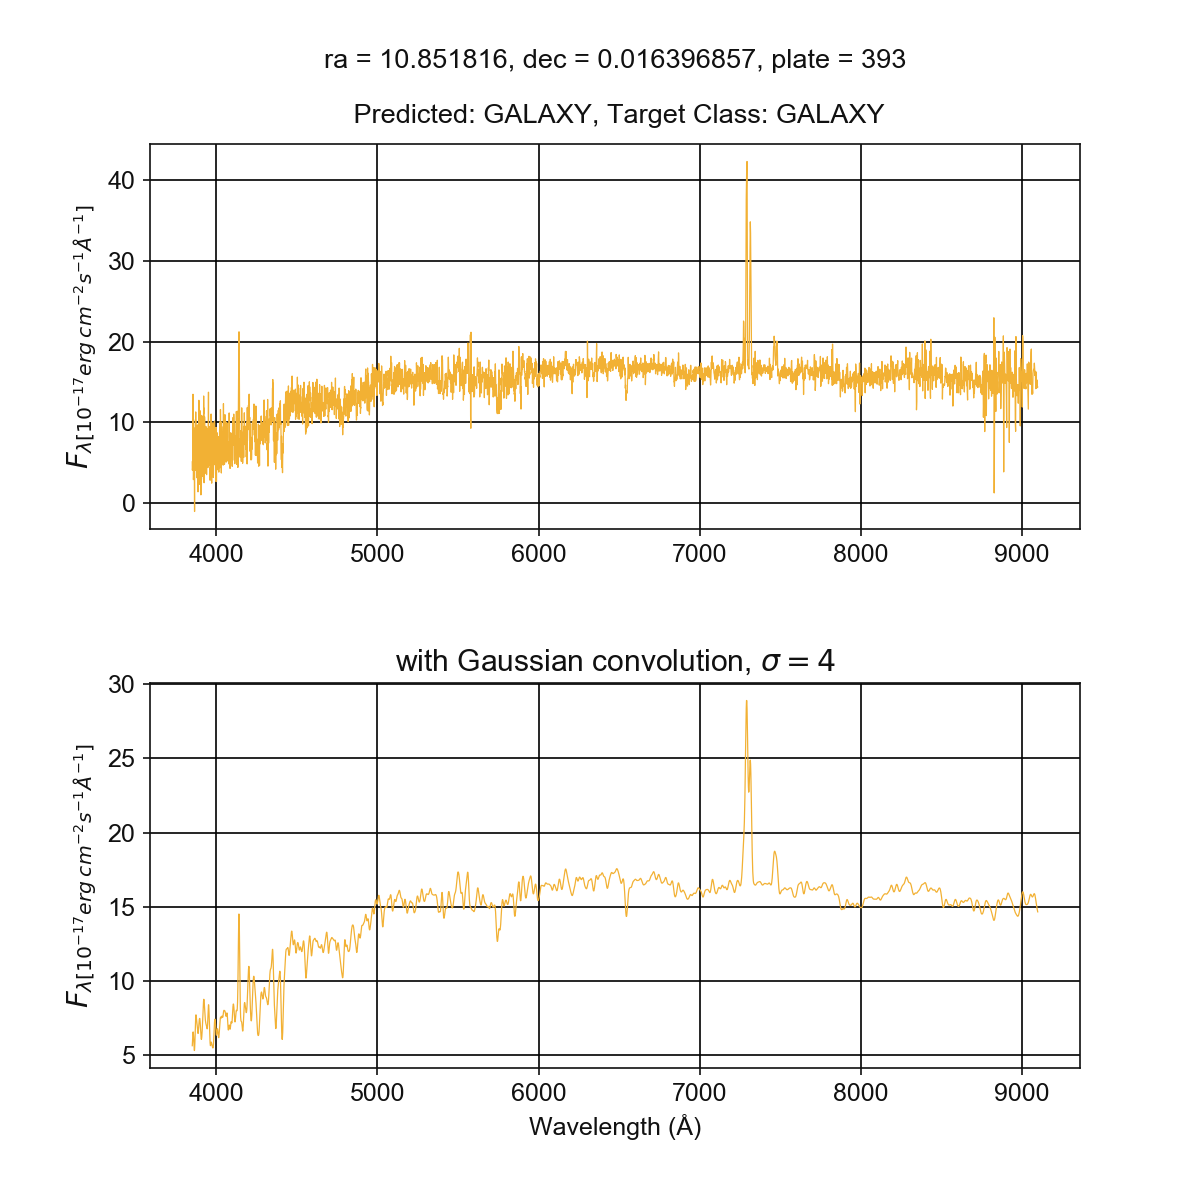 ra = 10.851816, dec = 0.016396857, plate = 393
Predicted: GALAXY, Target Class: GALAXY
F_{λ[10^{-17} erg cm^{-2} s^{-1} Å^{-1}]}
40
30
20
10
0
4000 5000 6000 7000 8000 9000
with Gaussian convolution, σ = 4
F_{λ[10^{-17} erg cm^{-2} s^{-1} Å^{-1}]}
30
25
20
15
10
5
4000 5000 6000 7000 8000 9000
Wavelength (Å)